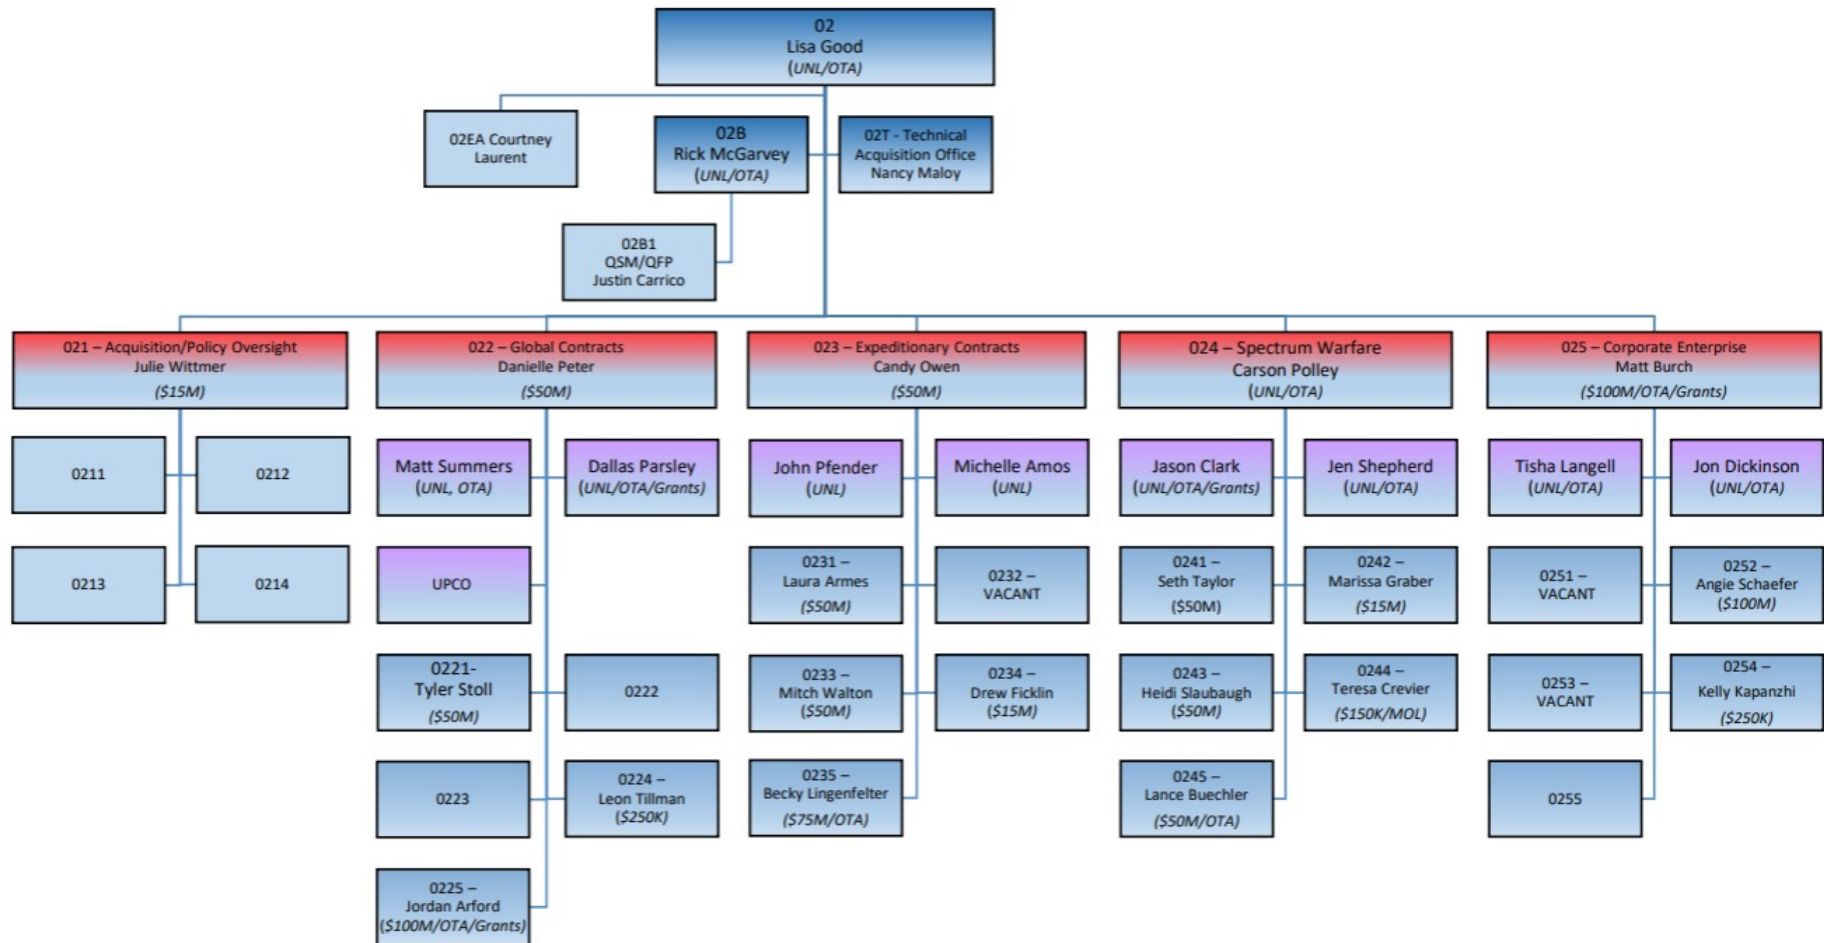 02
Lisa Good
(UNL/OTA)
02EA Courtney
Laurent
02B
Rick McGarvey
(UNL/OTA)
02T - Technical
Acquisition Office
Nancy Maloy
02B1
QSM/QFP
Justin Carrico
021 – Acquisition/Policy Oversight
Julie Wittmer
($15M)
022 – Global Contracts
Danielle Peter
($50M)
023 – Expeditionary Contracts
Candy Owen
($50M)
024 – Spectrum Warfare
Carson Polley
(UNL/OTA)
025 – Corporate Enterprise
Matt Burch
($100M/OTA/Grants)
0211
0212
0213
0214
Matt Summers
(UNL, OTA)
Dallas Parsley
(UNL/OTA/Grants)
UPCO
0221-
Tyler Stoll
($50M)
0222
0223
0224 –
Leon Tillman
($250K)
0225 –
Jordan Arford
($100M/OTA/Grants)
John Pfender
(UNL)
Michelle Amos
(UNL)
0231 –
Laura Armes
($50M)
0232 –
VACANT
0233 –
Mitch Walton
($50M)
0234 –
Drew Ficklin
($15M)
0235 –
Becky Lingenfelter
($75M/OTA)
Jason Clark
(UNL/OTA/Grants)
Jen Shepherd
(UNL/OTA)
0241 –
Seth Taylor
($50M)
0242 –
Marissa Graber
($15M)
0243 –
Heidi Slaubaugh
($50M)
0244 –
Teresa Crevier
($150K/MOL)
0245 –
Lance Buechler
($50M/OTA)
Tisha Langell
(UNL/OTA)
Jon Dickinson
(UNL/OTA)
0251 –
VACANT
0252 –
Angie Schaefer
($100M)
0253 –
VACANT
0254 –
Kelly Kapanzhi
($250K)
0255